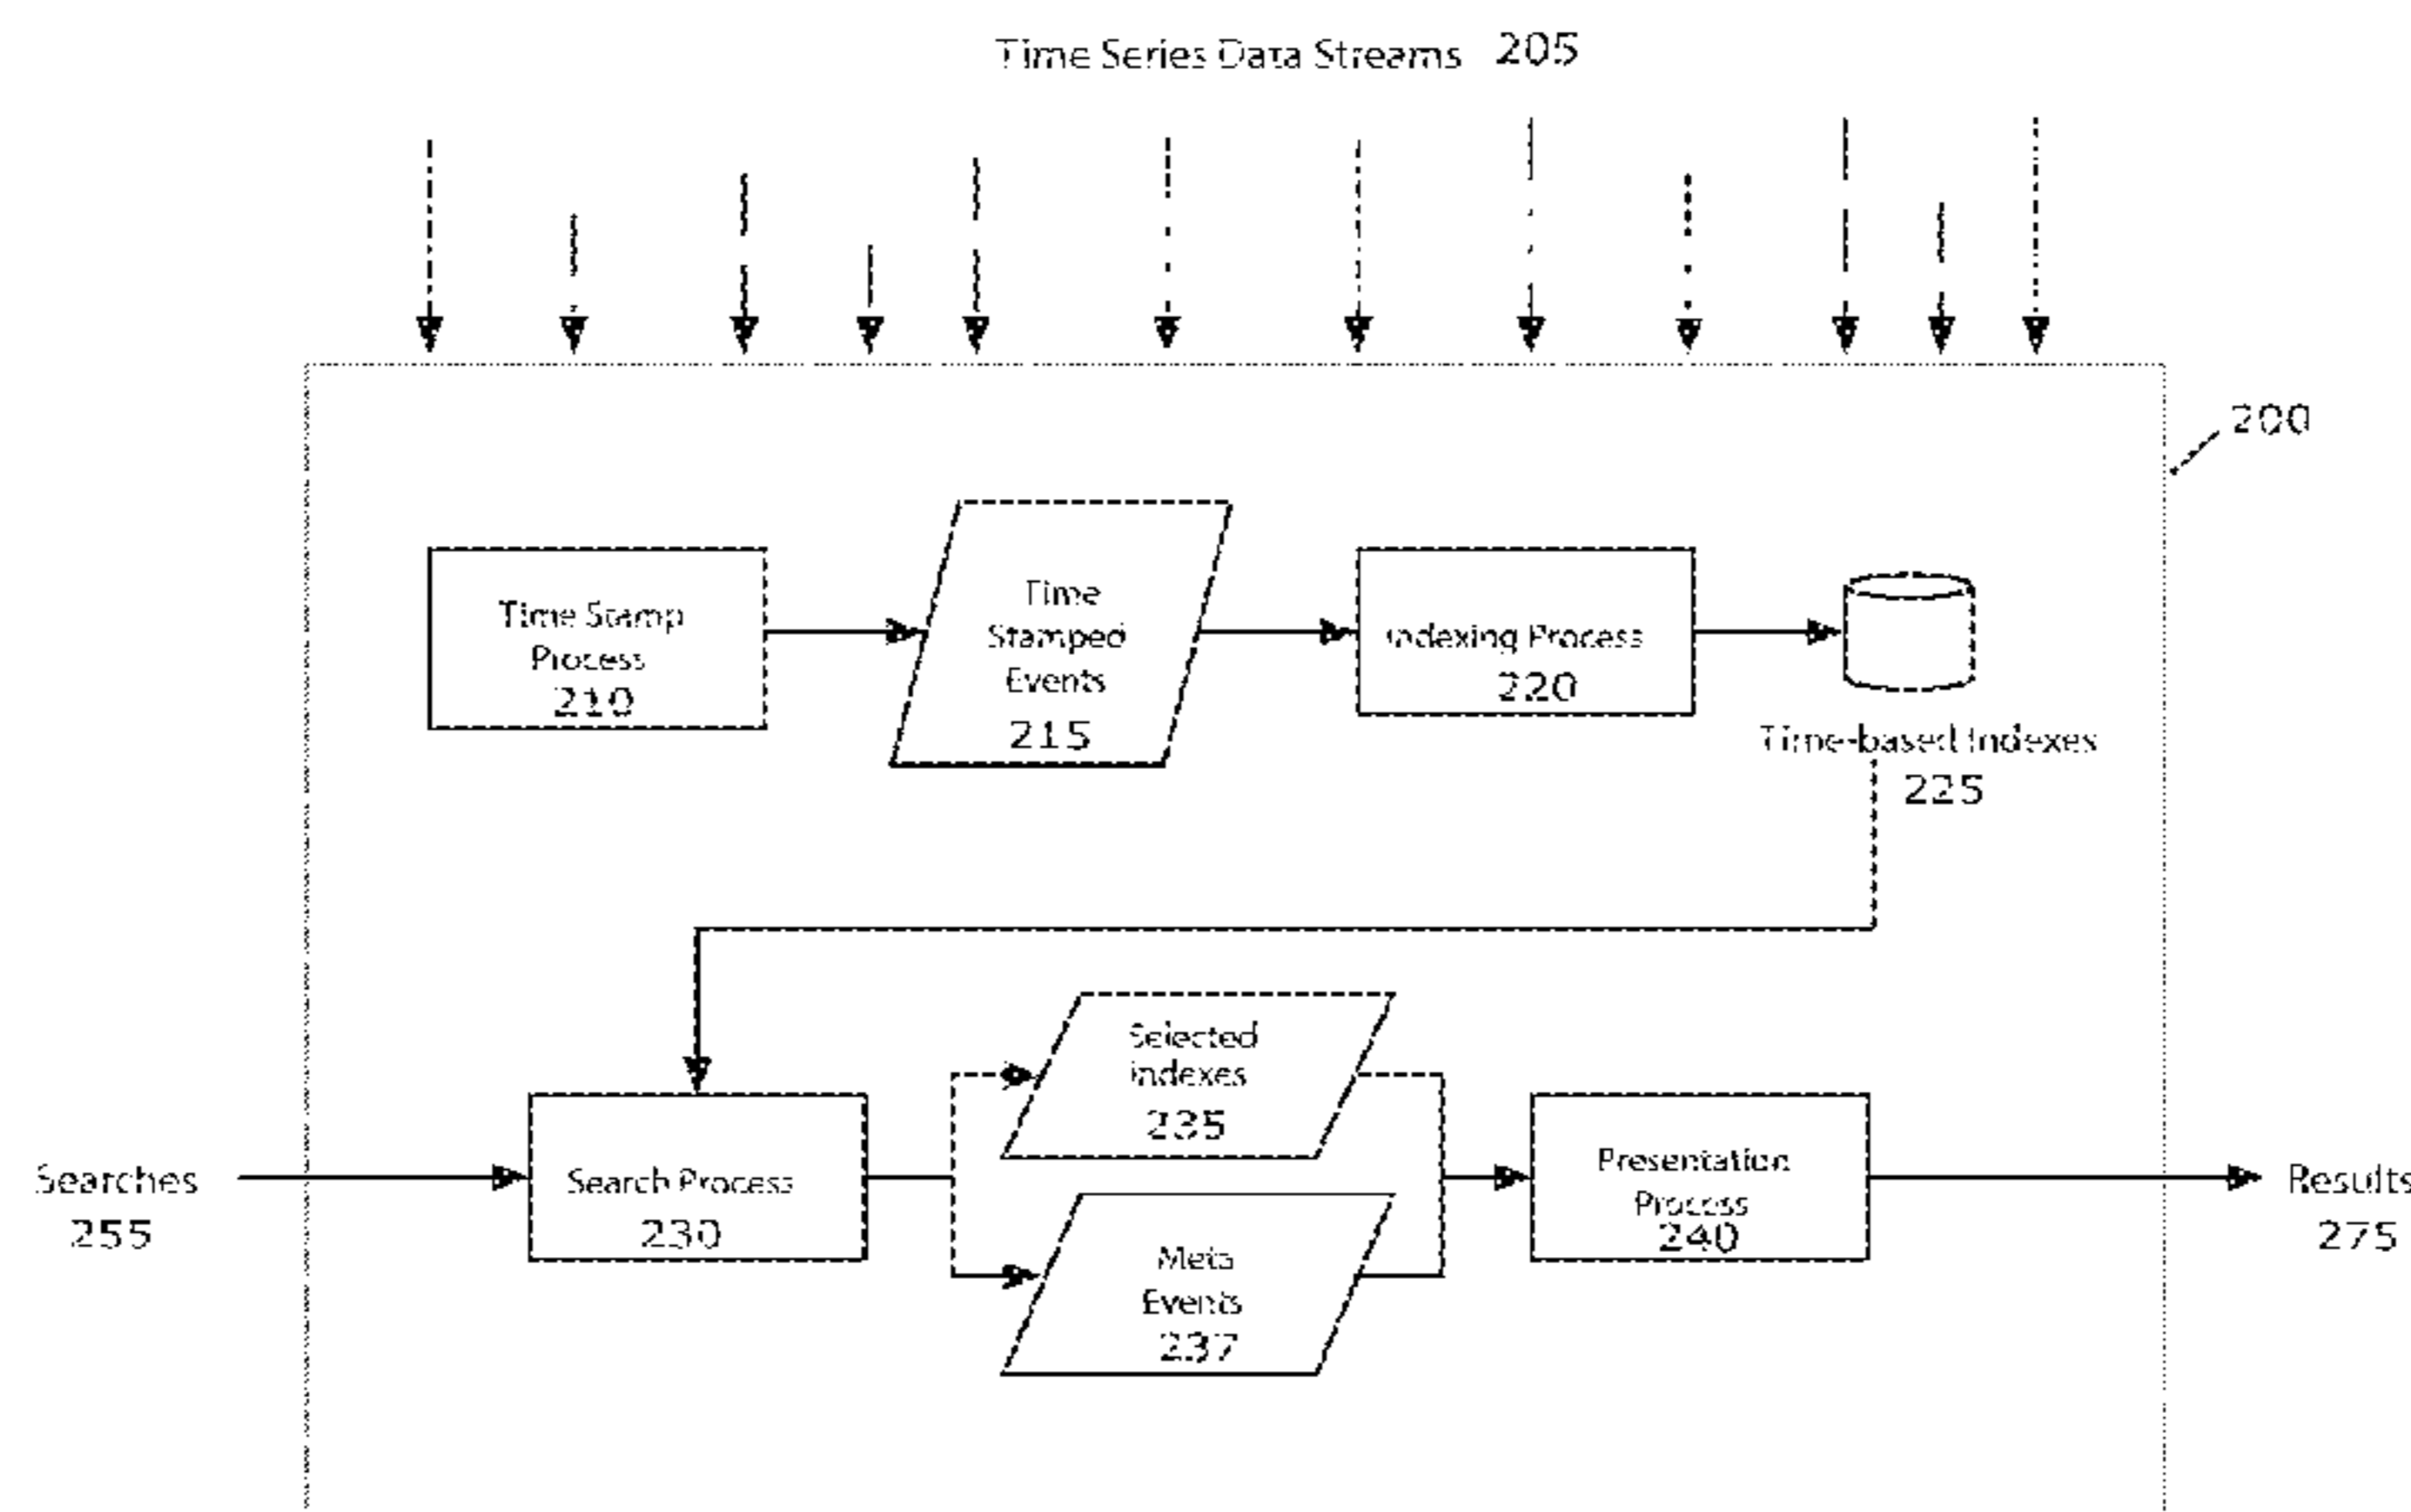 Time Series Data Streams 205
200
Time Stamp
Process
210
Time
Stamped
Events
215
Indexing Process
220
Time-based Indexes
225
Selected
indexes
235
Searches
255
Search Process
230
Meta
Events
237
Presentation
Process
240
Results
275